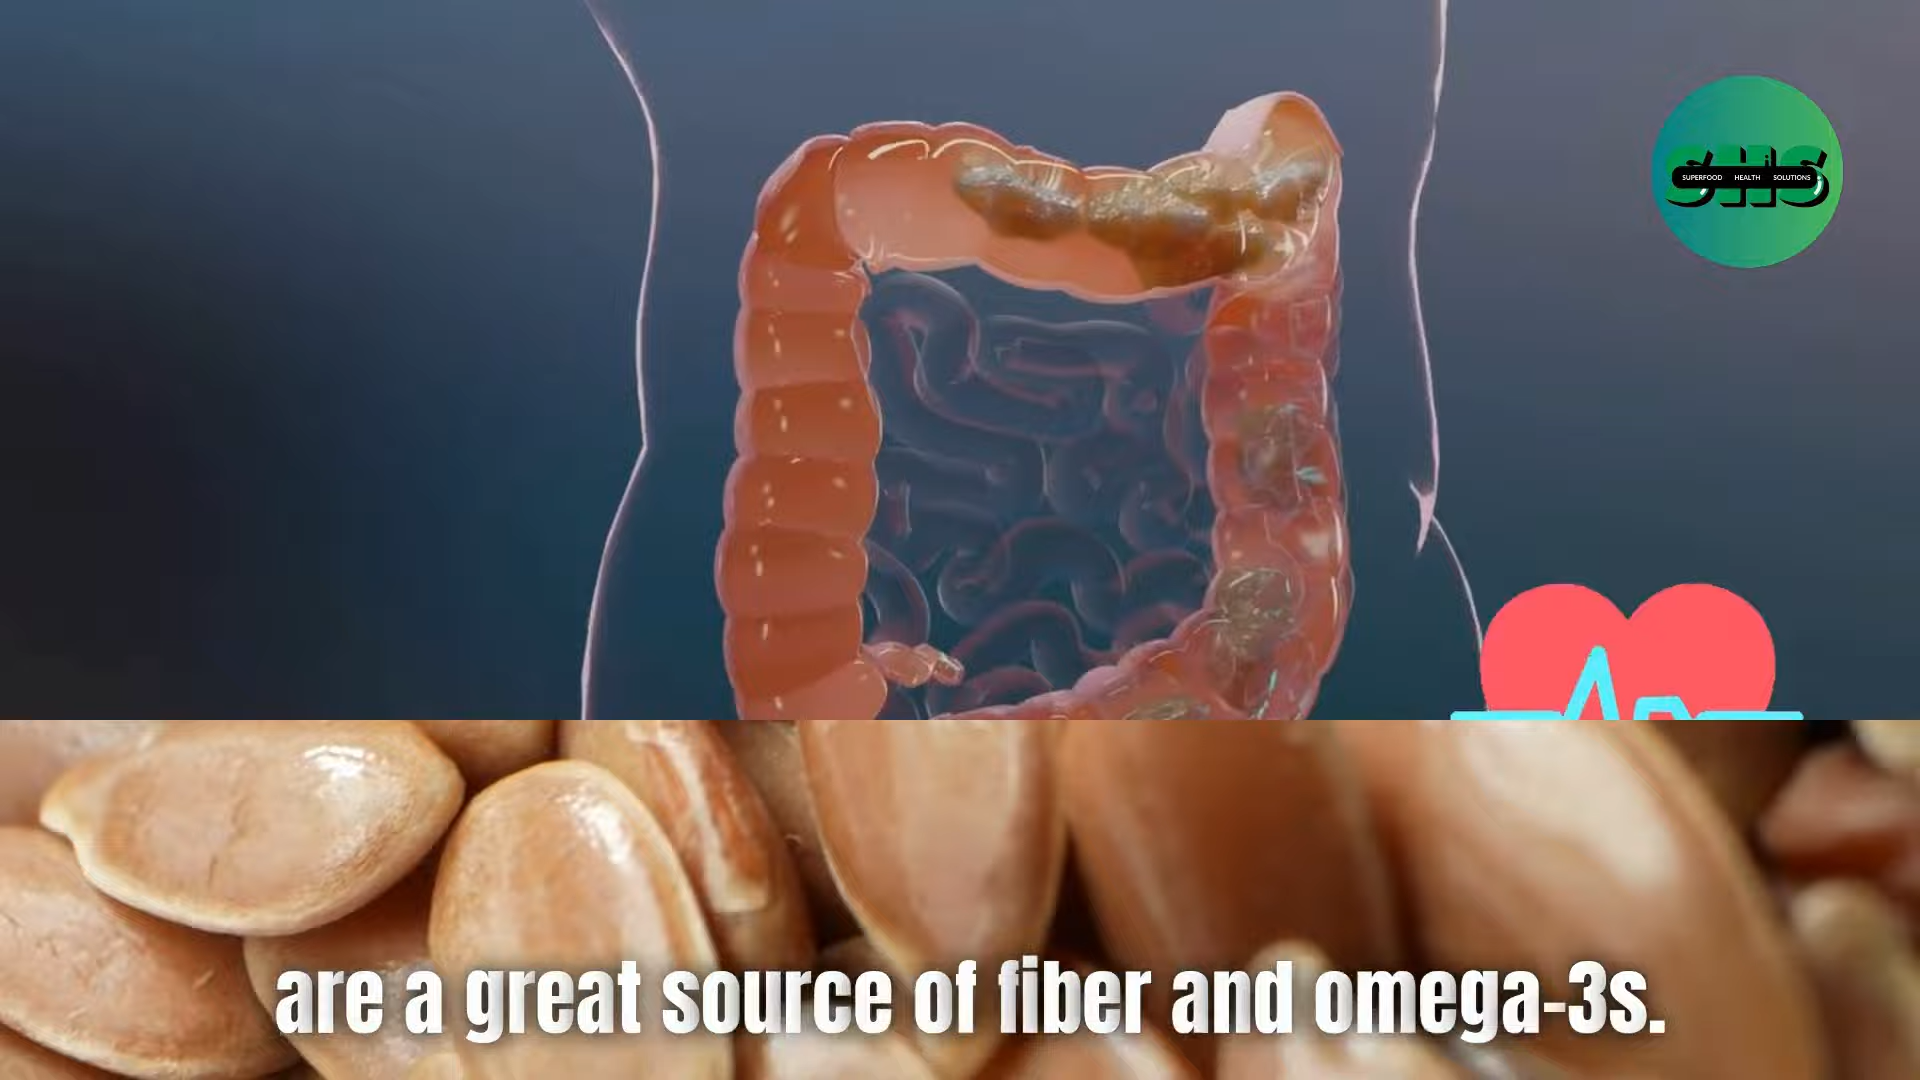 SHS
SUPERFOOD HEALTH SOLUTIONS
are a great source of fiber and omega-3s.